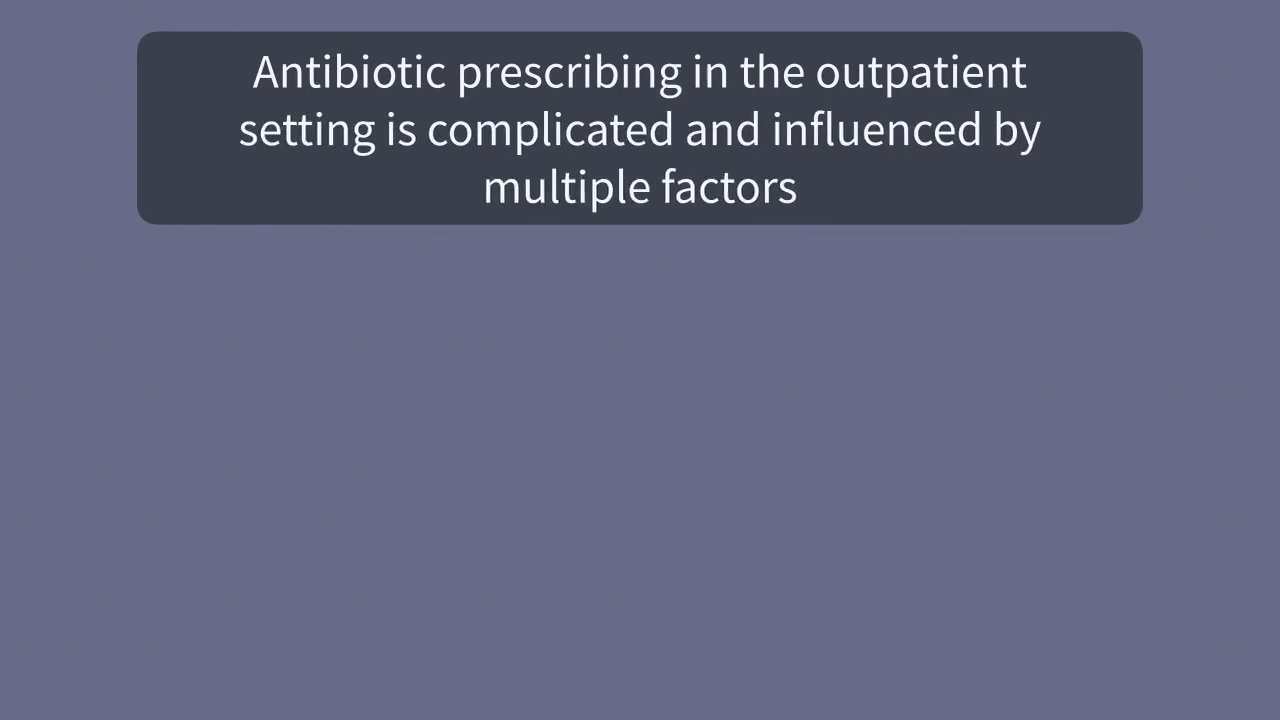 Antibiotic prescribing in the outpatient
setting is complicated and influenced by
multiple factors